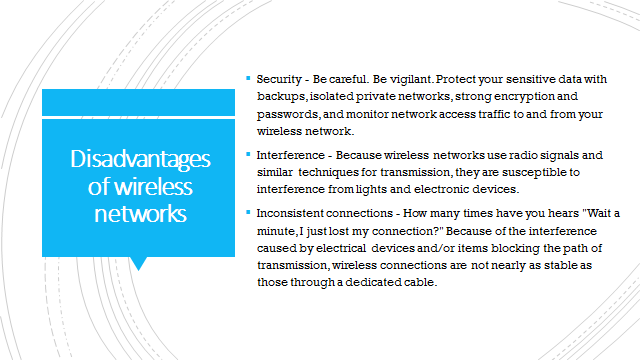 Disadvantages
of wireless
networks
Security - Be careful. Be vigilant. Protect your sensitive data with
backups, isolated private networks, strong encryption and
passwords, and monitor network access traffic to and from your
wireless network.
Interference - Because wireless networks use radio signals and
similar techniques for transmission, they are susceptible to
interference from lights and electronic devices.
Inconsistent connections - How many times have you hears "Wait a
minute, I just lost my connection?" Because of the interference
caused by electrical devices and/or items blocking the path of
transmission, wireless connections are not nearly as stable as
those through a dedicated cable.